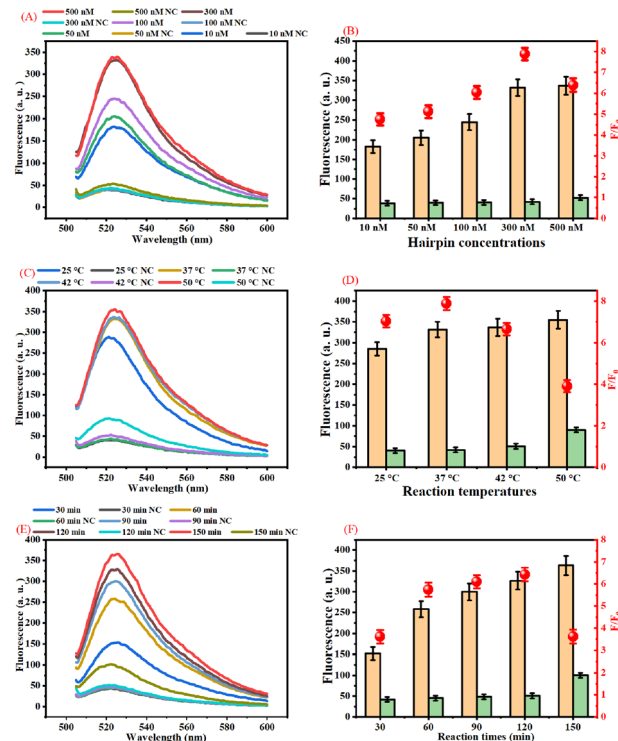 (A)
500 nM 500 nM NC 300 nM
300 nM NC 100 nM 100 nM NC
50 nM 50 nM NC 10 nM 10 nM NC
350
300
250
200
150
100
50
0
Fluorescence (a. u.)
500 520 540 560 580 600
Wavelength (nm)
(B)
450
400
350
300
250
200
150
100
50
0
Fluorescence (a. u.)
8
6
4
2
0
F/F0
10 nM 50 nM 100 nM 300 nM 500 nM
Hairpin concentrations
(C)
25 °C 25 °C NC 37 °C 37 °C NC
42 °C 42 °C NC 50 °C 50 °C NC
400
350
300
250
200
150
100
50
0
Fluorescence (a. u.)
500 520 540 560 580 600
Wavelength (nm)
(D)
400
350
300
250
200
150
100
50
0
Fluorescence (a. u.)
8
6
4
2
0
F/F0
25 °C 37 °C 42 °C 50 °C
Reaction temperatures
(E)
30 min 30 min NC 60 min
60 min NC 90 min 90 min NC
120 min 120 min NC 150 min 150 min NC
400
350
300
250
200
150
100
50
0
Fluorescence (a. u.)
500 520 540 560 580 600
Wavelength (nm)
(F)
400
350
300
250
200
150
100
50
0
Fluorescence (a. u.)
8
7
6
5
4
3
2
1
0
F/F0
30 60 90 120 150
Reaction times (min)